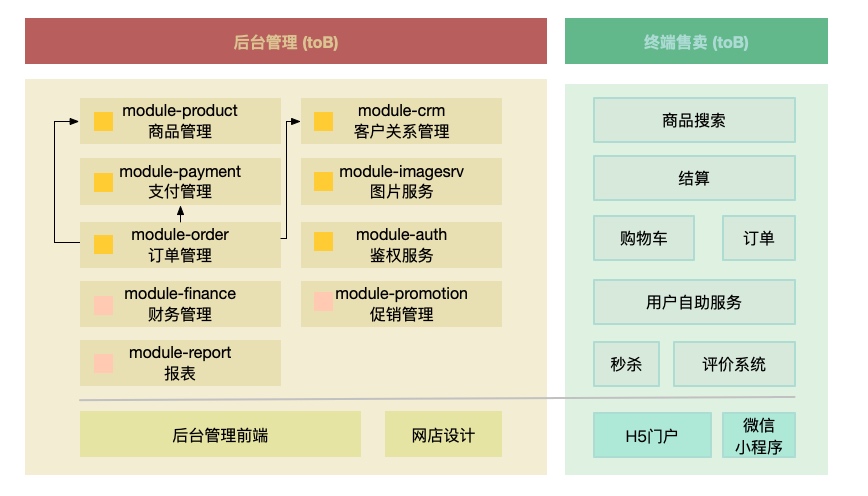 后台管理 (toB)
终端售卖 (toB)
module-product
商品管理
module-crm
客户关系管理
module-payment
支付管理
module-imagesrv
图片服务
module-order
订单管理
module-auth
鉴权服务
module-finance
财务管理
module-promotion
促销管理
module-report
报表
后台管理前端
网店设计
商品搜索
结算
购物车
订单
用户自助服务
秒杀
评价系统
H5门户
微信
小程序